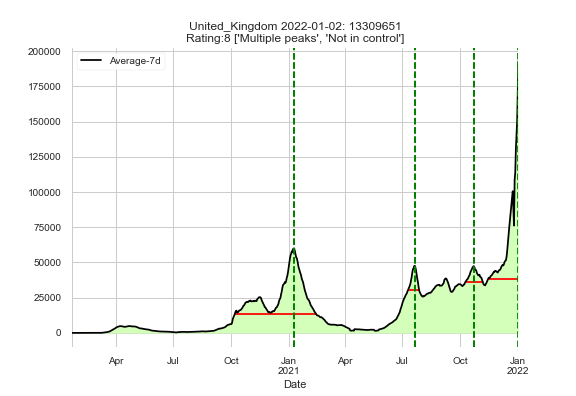 United_Kingdom 2022-01-02: 13309651
Rating:8 ['Multiple peaks', 'Not in control']
Average-7d
200000
175000
150000
125000
100000
75000
50000
25000
0
Apr Jul Oct Jan Apr Jul Oct Jan
2021 2022
Date